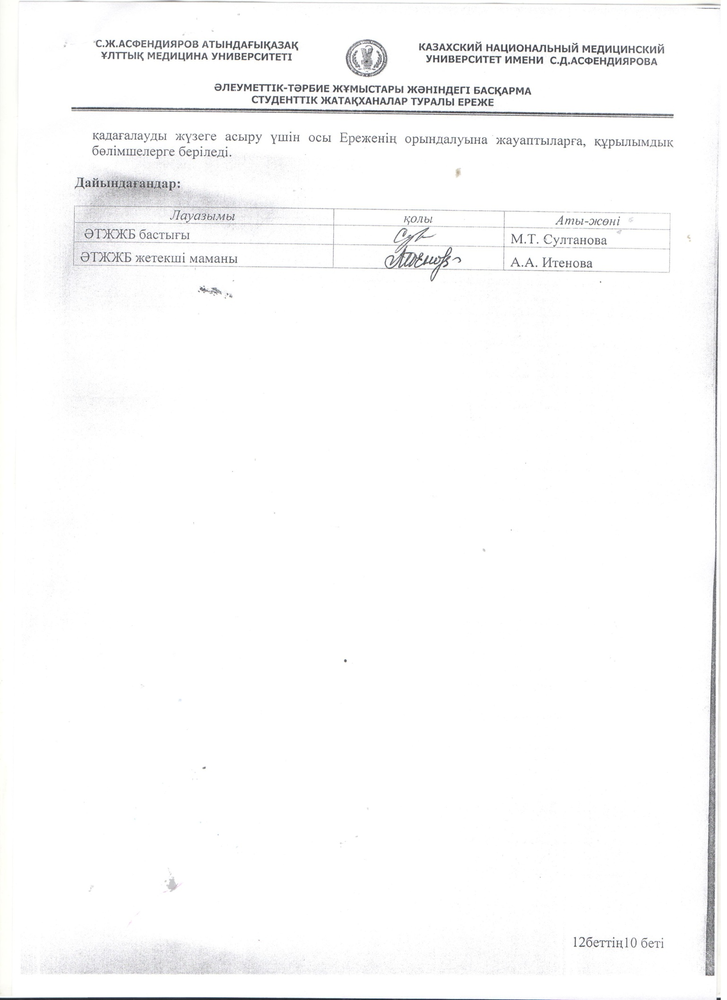 С.Ж.АСФЕНДИЯРОВ АТЫНДАҒЫҚАЗАҚ
ҰЛТТЫҚ МЕДИЦИНА УНИВЕРСИТЕТІ
КАЗАХСКИЙ НАЦИОНАЛЬНЫЙ МЕДИЦИНСКИЙ
УНИВЕРСИТЕТ ИМЕНИ С.Д.АСФЕНДИЯРОВА
1930
ӘЛЕУМЕТТІК-ТӘРБИЕ ЖҰМЫСТАРЫ ЖӘНІНДЕГІ БАСҚАРМА
СТУДЕНТТІК ЖАТАҚХАНАЛАР ТУРАЛЫ ЕРЕЖЕ
қадағалауды жүзеге асыру үшін осы Ереженің орындалуына жауаптыларға, құрылымдық
бөлімшелерге беріледі.
Дайындағандар:
Лауазымы қолы Аты-жөні
ӘТЖЖБ бастығы М.Т. Султанова
ӘТЖЖБ жетекші маманы А.А. Итенова
12беттің10 беті